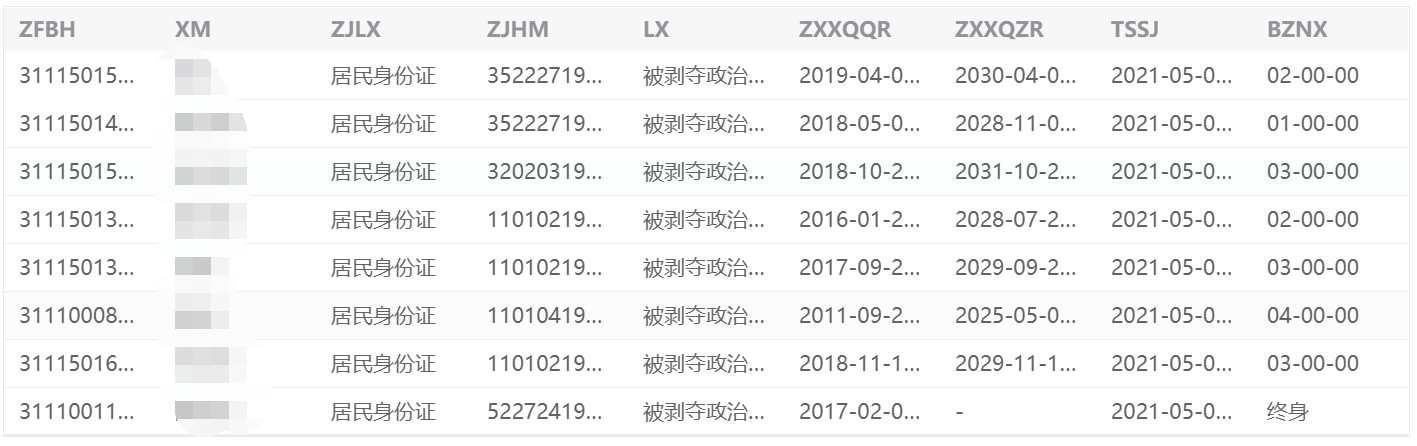 ZFBH XM ZJLX ZJHM LX ZXXQQR ZXXQZR TSSJ BZNX
31115015... 居民身份证 35222719... 被剥夺政治... 2019-04-0... 2030-04-0... 2021-05-0... 02-00-00
31115014... 居民身份证 35222719... 被剥夺政治... 2018-05-0... 2028-11-0... 2021-05-0... 01-00-00
31115015... 居民身份证 32020319... 被剥夺政治... 2018-10-2... 2031-10-2... 2021-05-0... 03-00-00
31115013... 居民身份证 11010219... 被剥夺政治... 2016-01-2... 2028-07-2... 2021-05-0... 02-00-00
31115013... 居民身份证 11010219... 被剥夺政治... 2017-09-2... 2029-09-2... 2021-05-0... 03-00-00
31110008... 居民身份证 11010419... 被剥夺政治... 2011-09-2... 2025-05-0... 2021-05-0... 04-00-00
31115016... 居民身份证 11010219... 被剥夺政治... 2018-11-1... 2029-11-1... 2021-05-0... 03-00-00
31110011... 居民身份证 52272419... 被剥夺政治... 2017-02-0... - 2021-05-0... 终身